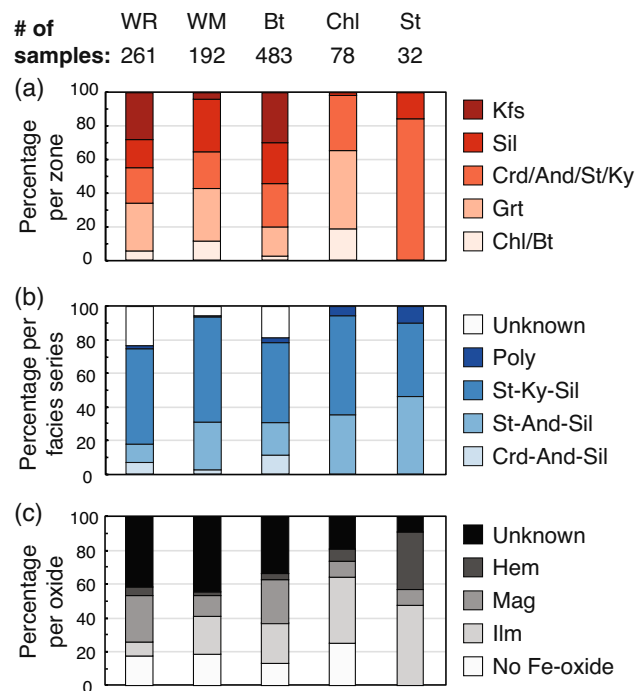 # of samples:
WR WM Bt Chl St
261 192 483 78 32
(a)
Percentage per zone
100
80
60
40
20
0
Kfs
Sil
Crd/And/St/Ky
Grt
Chl/Bt
(b)
Percentage per facies series
100
80
60
40
20
0
Unknown
Poly
St-Ky-Sil
St-And-Sil
Crd-And-Sil
(c)
Percentage per oxide
100
80
60
40
20
0
Unknown
Hem
Mag
Ilm
No Fe-oxide